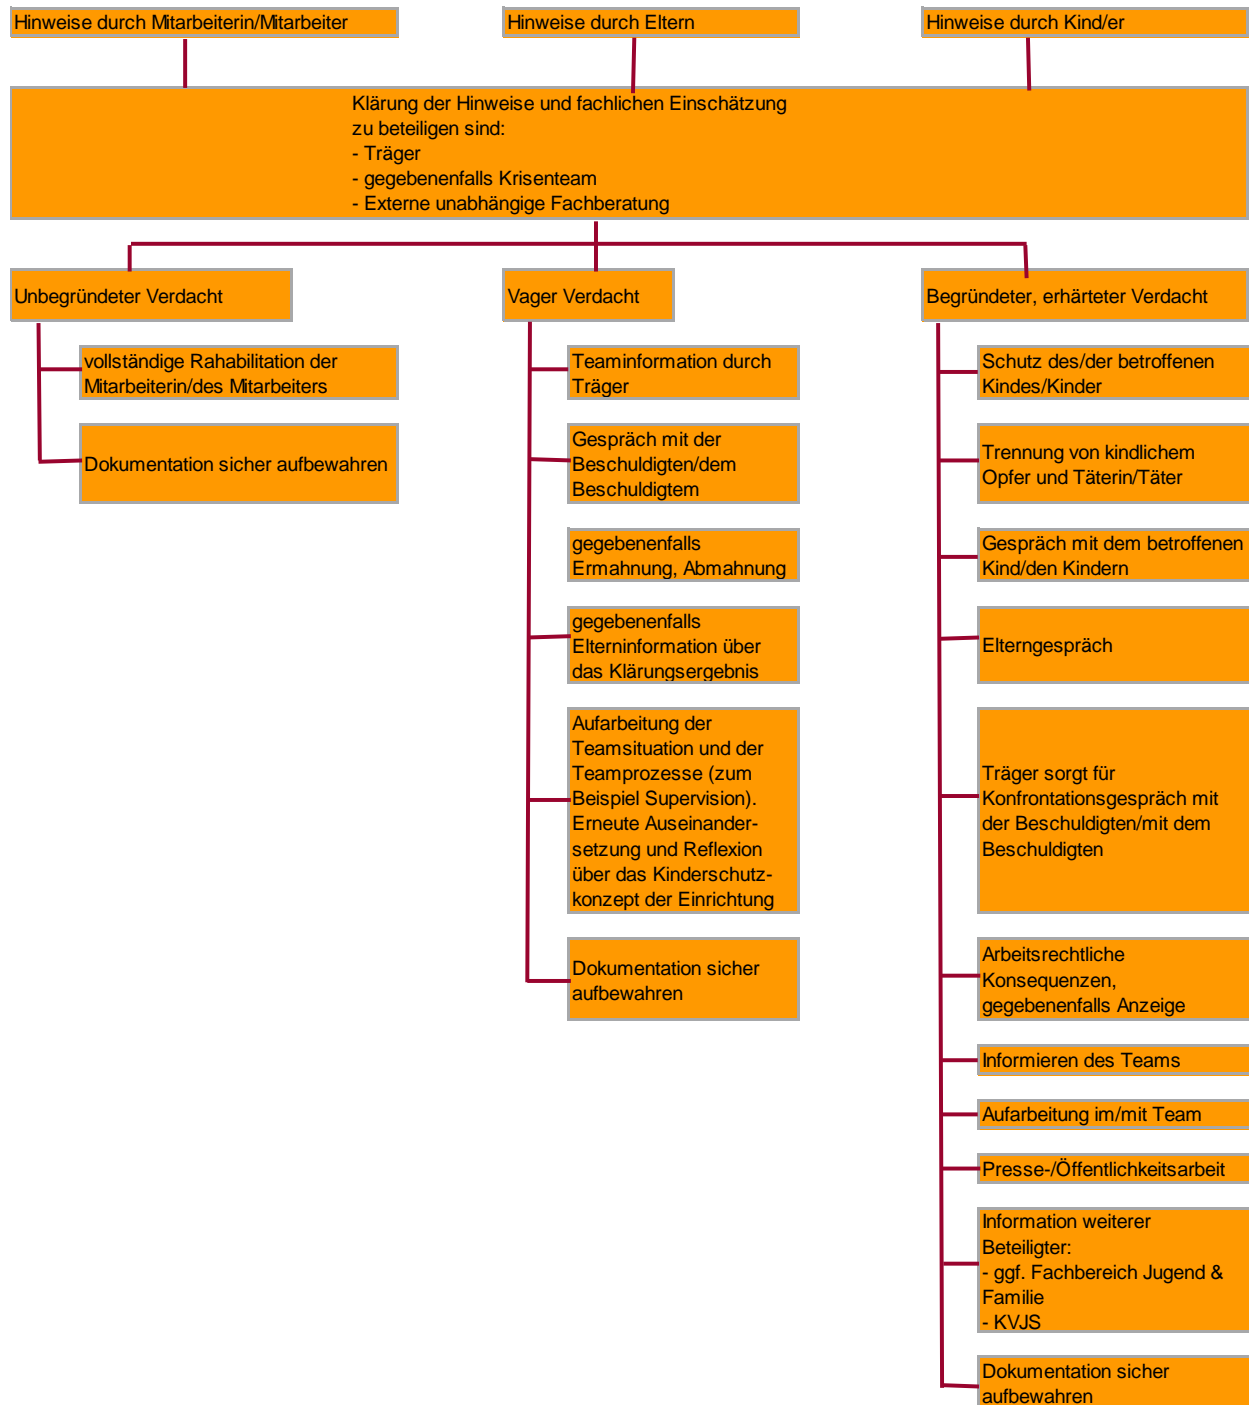 Hinweise durch Mitarbeiterin/Mitarbeiter
Hinweise durch Eltern
Hinweise durch Kind/er
Klärung der Hinweise und fachlichen Einschätzung
zu beteiligen sind:
- Träger
- gegebenenfalls Krisenteam
- Externe unabhängige Fachberatung
Unbegründeter Verdacht
vollständige Rahabilitation der
Mitarbeiterin/des Mitarbeiters
Dokumentation sicher aufbewahren
Vager Verdacht
Teaminformation durch
Träger
Gespräch mit der
Beschuldigten/dem
Beschuldigtem
gegebenenfalls
Ermahnung, Abmahnung
gegebenenfalls
Elterninformation über
das Klärungsergebnis
Aufarbeitung der
Teamsituation und der
Teamprozesse (zum
Beispiel Supervision).
Erneute Auseinander-
setzung und Reflexion
über das Kinderschutz-
konzept der Einrichtung
Dokumentation sicher
aufbewahren
Begründeter, erhärteter Verdacht
Schutz des/der betroffenen
Kindes/Kinder
Trennung von kindlichem
Opfer und Täterin/Täter
Gespräch mit dem betroffenen
Kind/den Kindern
Elterngespräch
Träger sorgt für
Konfrontationsgespräch mit
der Beschuldigten/mit dem
Beschuldigten
Arbeitsrechtliche
Konsequenzen,
gegebenenfalls Anzeige
Informieren des Teams
Aufarbeitung im/mit Team
Presse-/Öffentlichkeitsarbeit
Information weiterer
Beteiligter:
- ggf. Fachbereich Jugend &
Familie
- KVJS
Dokumentation sicher
aufbewahren